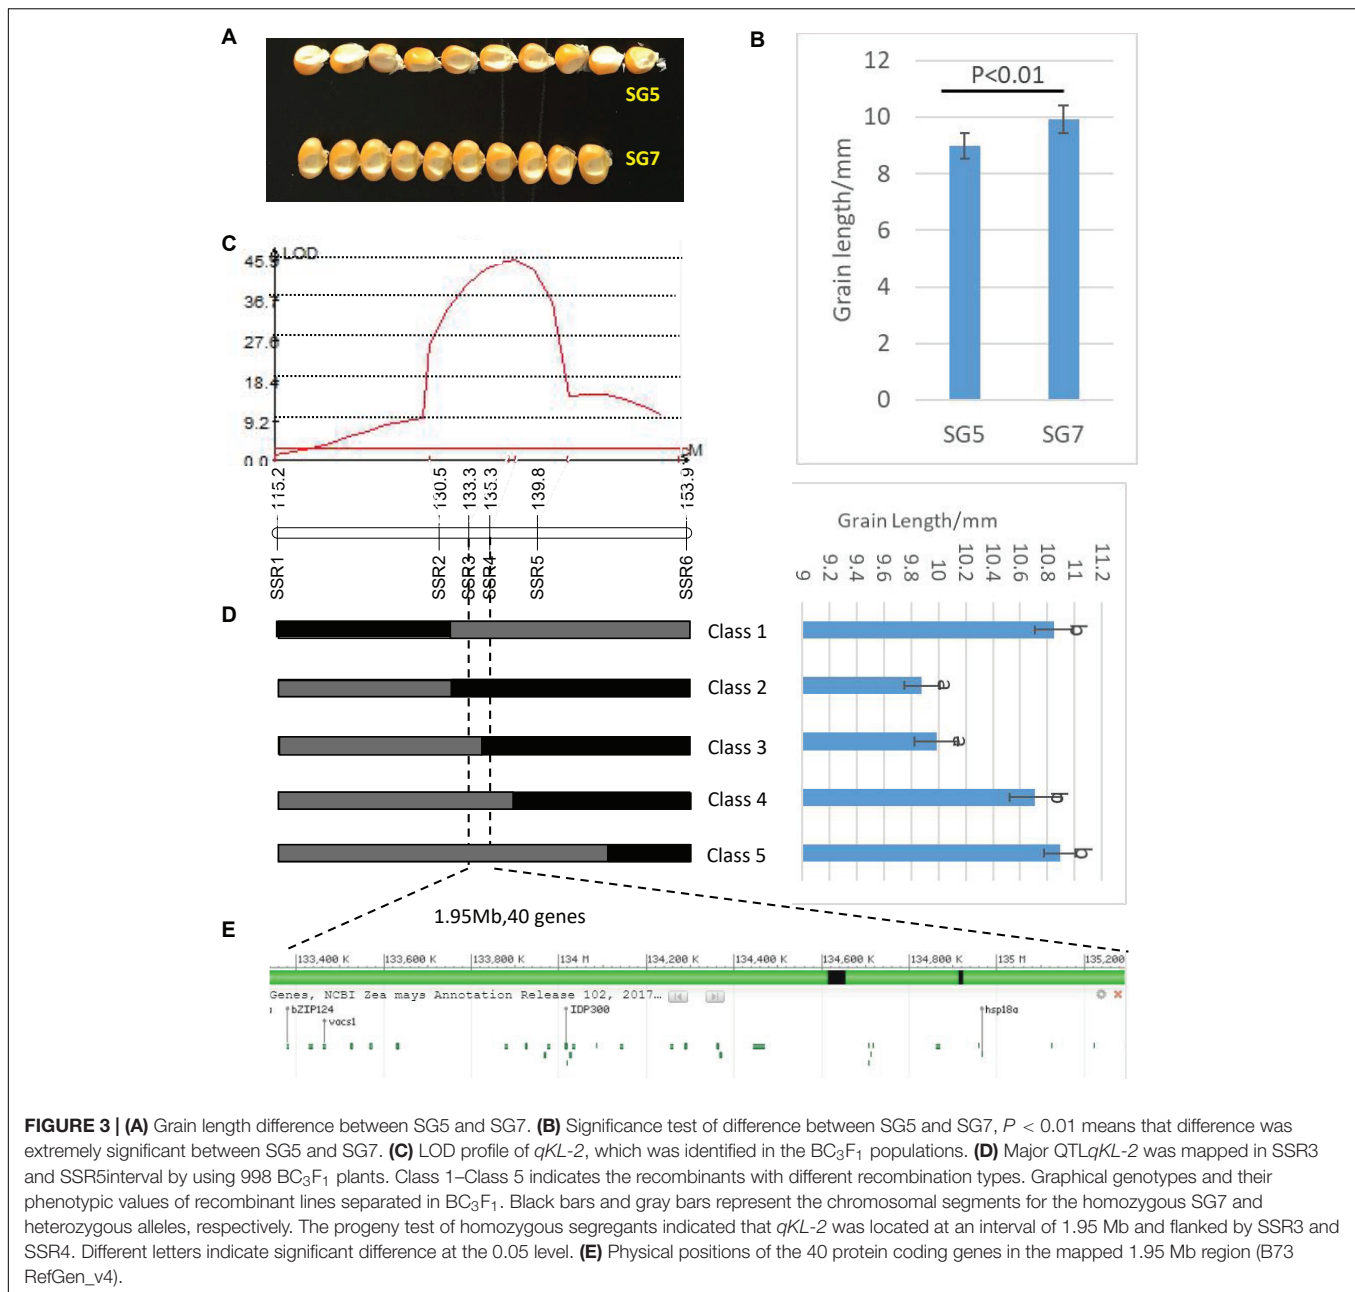 A
SG5
SG7
B
12
10
8
6
4
2
0
Grain length/mm
P<0.01
SG5
SG7
C
LOD
45.9
36.7
27.6
18.4
9.2
0.0
M
115.2
130.5
133.3
135.3
139.8
153.9
SSR1
SSR2
SSR3
SSR4
SSR5
SSR6
D
Class 1
Class 2
Class 3
Class 4
Class 5
Grain Length/mm
9
9.2
9.4
9.6
9.8
10
10.2
10.4
10.6
10.8
11
11.2
b
a
a
b
b
1.95Mb,40 genes
E
133,400 K
133,600 K
133,800 K
134 M
134,200 K
134,400 K
134,600 K
134,800 K
135 M
135,200
Genes, NCBI Zea mays Annotation Release 102, 2017…
bZIP124
IDP300
hsp18a
vacs1
FIGURE 3 | (A) Grain length difference between SG5 and SG7. (B) Significance test of difference between SG5 and SG7, P < 0.01 means that difference was
extremely significant between SG5 and SG7. (C) LOD profile of qKL-2, which was identified in the BC3F1 populations. (D) Major QTLqKL-2 was mapped in SSR3
and SSR5interval by using 998 BC3F1 plants. Class 1–Class 5 indicates the recombinants with different recombination types. Graphical genotypes and their
phenotypic values of recombinant lines separated in BC3F1. Black bars and gray bars represent the chromosomal segments for the homozygous SG7 and
heterozygous alleles, respectively. The progeny test of homozygous segregants indicated that qKL-2 was located at an interval of 1.95 Mb and flanked by SSR3 and
SSR4. Different letters indicate significant difference at the 0.05 level. (E) Physical positions of the 40 protein coding genes in the mapped 1.95 Mb region (B73
RefGen_v4).